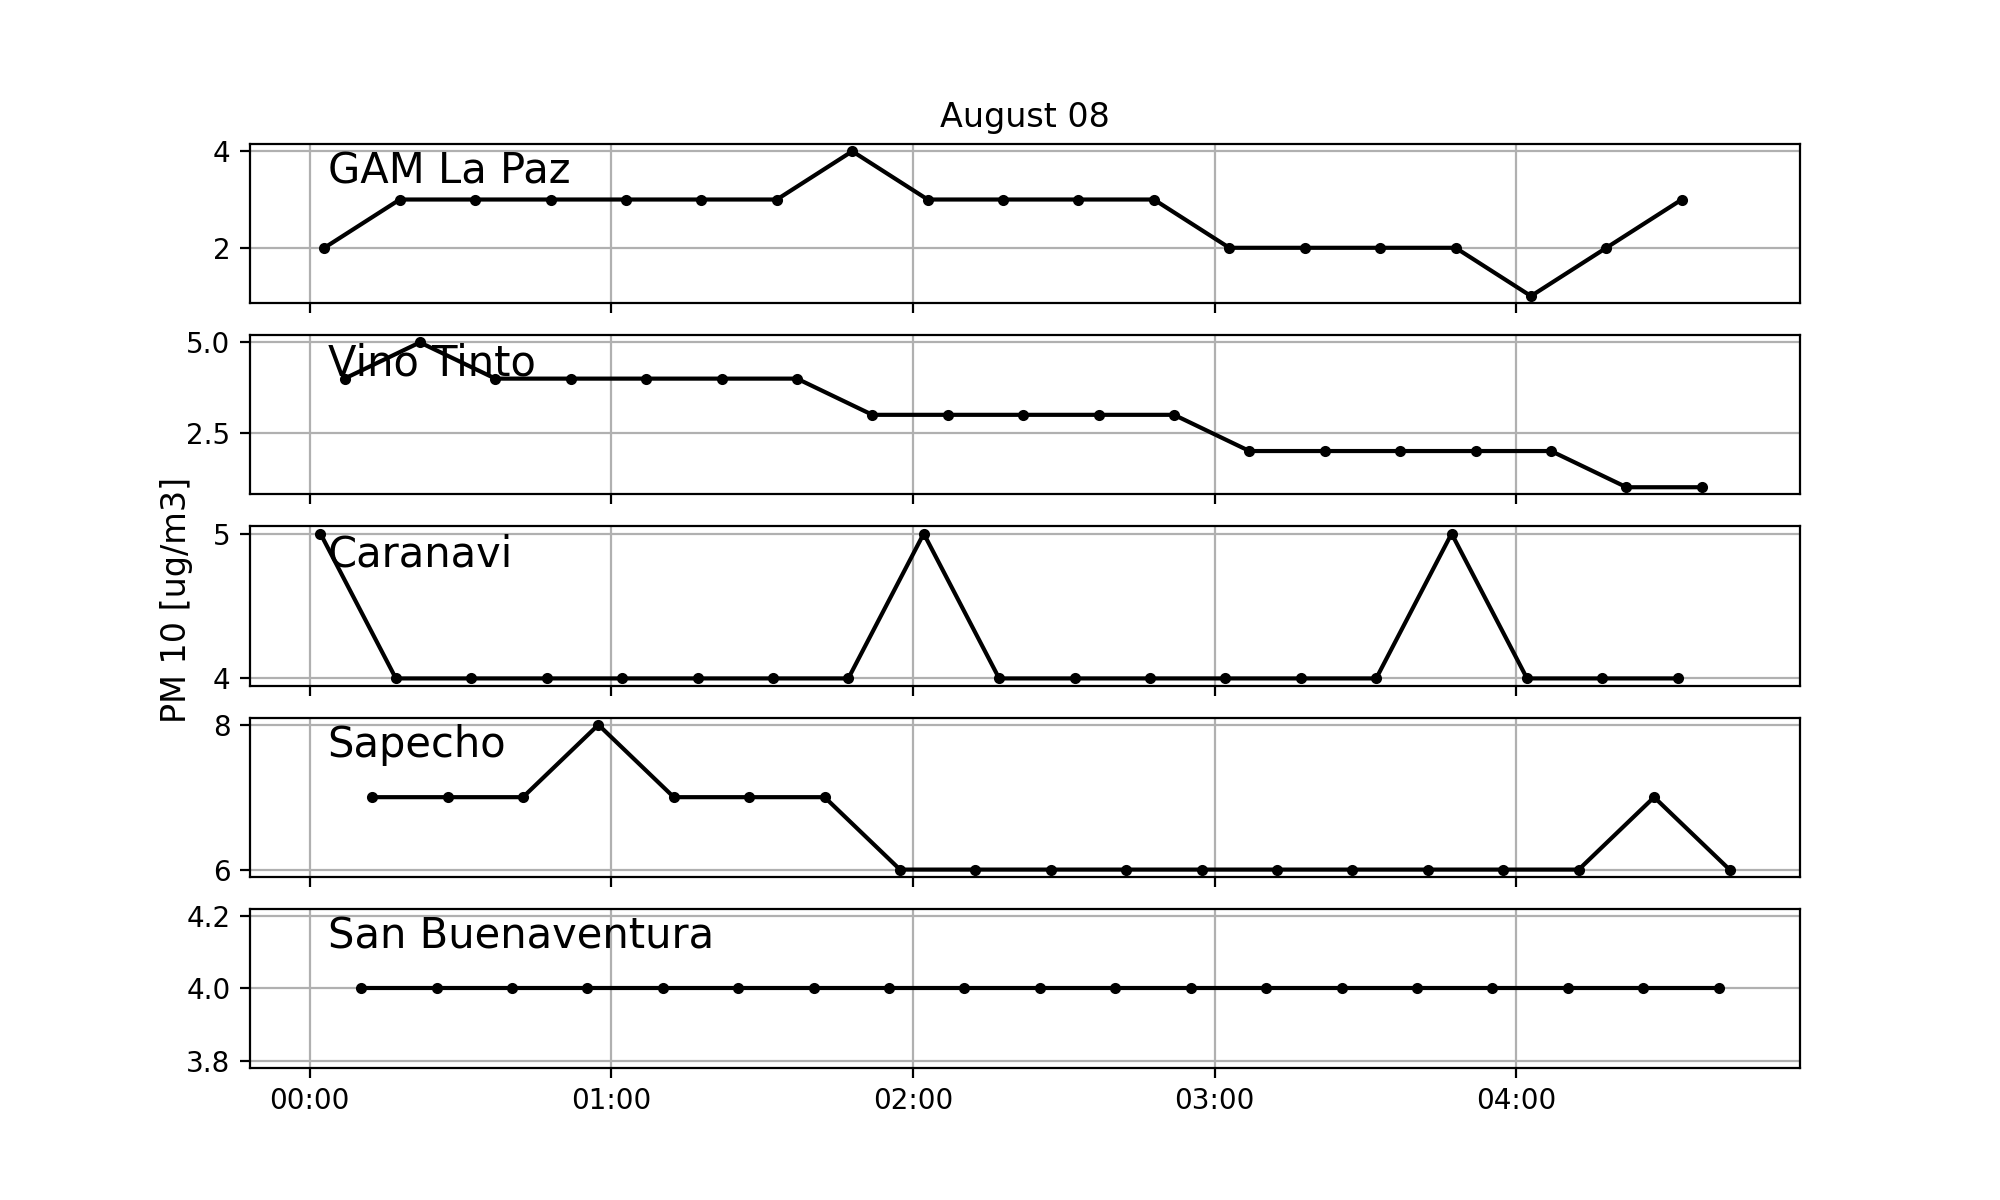 August 08
4
GAM La Paz
2
5.0
Vino Tinto
2.5
PM 10 [ug/m3]
5
Caranavi
4
8
Sapecho
6
4.2
San Buenaventura
4.0
3.8
00:00 01:00 02:00 03:00 04:00